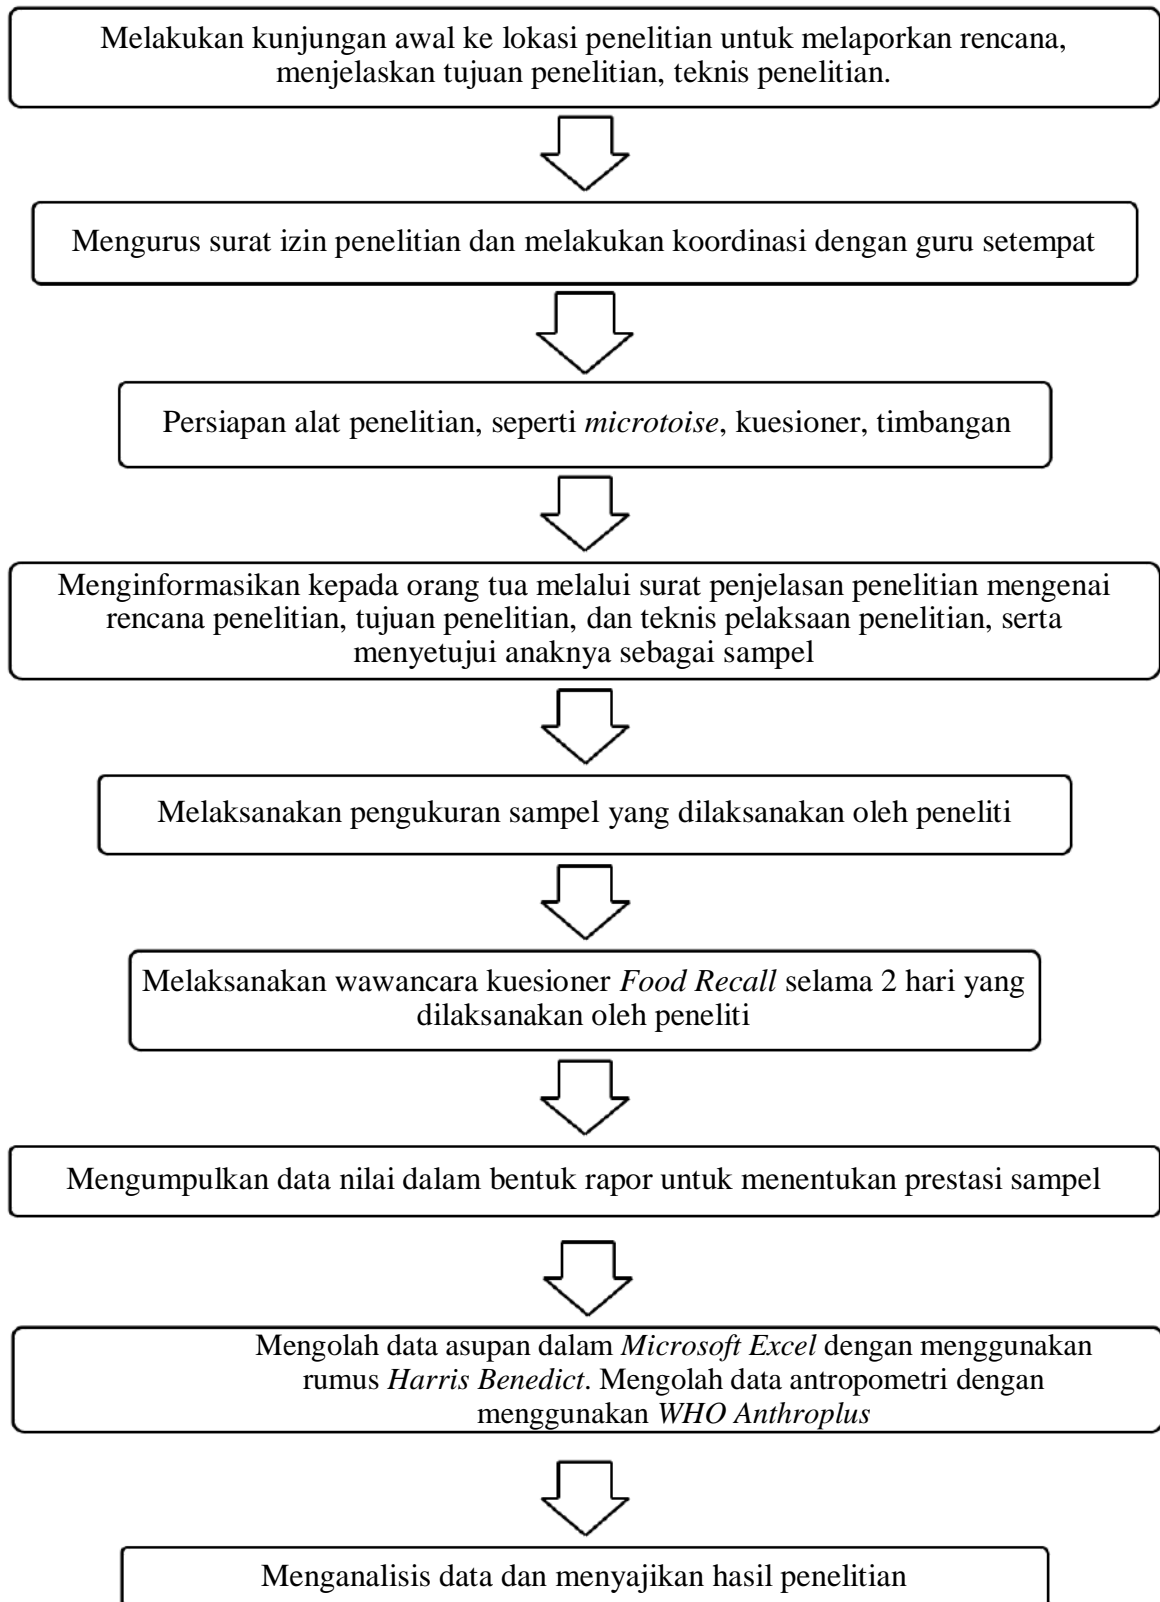 Melakukan kunjungan awal ke lokasi penelitian untuk melaporkan rencana,
menjelaskan tujuan penelitian, teknis penelitian.
Mengurus surat izin penelitian dan melakukan koordinasi dengan guru setempat
Persiapan alat penelitian, seperti microtoise, kuesioner, timbangan
Menginformasikan kepada orang tua melalui surat penjelasan penelitian mengenai
rencana penelitian, tujuan penelitian, dan teknis pelaksaan penelitian, serta
menyetujui anaknya sebagai sampel
Melaksanakan pengukuran sampel yang dilaksanakan oleh peneliti
Melaksanakan wawancara kuesioner Food Recall selama 2 hari yang
dilaksanakan oleh peneliti
Mengumpulkan data nilai dalam bentuk rapor untuk menentukan prestasi sampel
Mengolah data asupan dalam Microsoft Excel dengan menggunakan
rumus Harris Benedict. Mengolah data antropometri dengan
menggunakan WHO Anthroplus
Menganalisis data dan menyajikan hasil penelitian